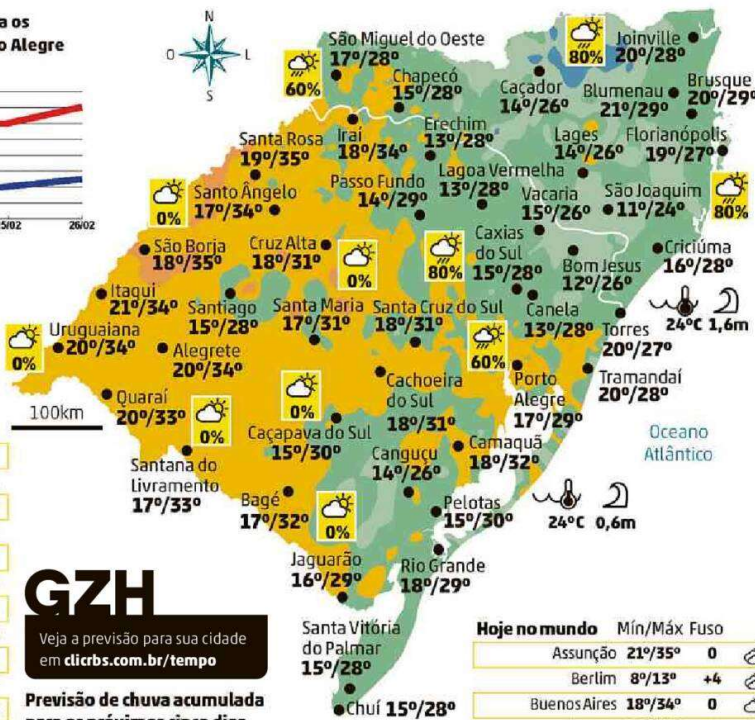 a os
o Alegre
5/02
26/02
N
O
L
S
São Miguel do Oeste
17º/28º
60%
Chapecó
15º/28º
Caçador
14º/26º
80%
Joinville
20º/28º
Blumenau
21º/29º
Brusque
20º/29º
Iraí
18º/34º
Erechim
13º/28º
Lages
14º/26º
Florianópolis
19º/27º
Santa Rosa
19º/35º
Lagoa Vermelha
13º/28º
Passo Fundo
14º/29º
Vacaria
15º/26º
São Joaquim
11º/24º
80%
0%
Santo Ângelo
17º/34º
São Borja
18º/35º
Cruz Alta
18º/31º
0%
80%
Caxias
do Sul
15º/28º
Bom Jesus
12º/26º
Criciúma
16º/28º
Itaqui
21º/34º
Santiago
15º/28º
Santa Maria
17º/31º
Santa Cruz do Sul
18º/31º
Canela
13º/28º
24ºC 1,6m
Torres
20º/27º
0%
Uruguaiana
20º/34º
Alegrete
20º/34º
60%
Porto
Alegre
17º/29º
Tramandaí
20º/28º
Quaraí
20º/33º
100km
0%
0%
Cachoeira
do Sul
18º/31º
Caçapava do Sul
15º/30º
Camaquã
18º/32º
Oceano
Atlântico
Santana do
Livramento
17º/33º
Canguçu
14º/26º
Bagé
17º/32º
0%
Pelotas
15º/30º
24ºC 0,6m
Jaguarão
16º/29º
Rio Grande
18º/29º
GZH
Veja a previsão para sua cidade
em clicrbs.com.br/tempo
Santa Vitória
do Palmar
15º/28º
Chuí 15º/28º
Previsão de chuva acumulada
para os próximos cinco dias
Hoje no mundo Mín/Máx Fuso
Assunção 21º/35º 0
Berlim 8º/13º +4
Buenos Aires 18º/34º 0